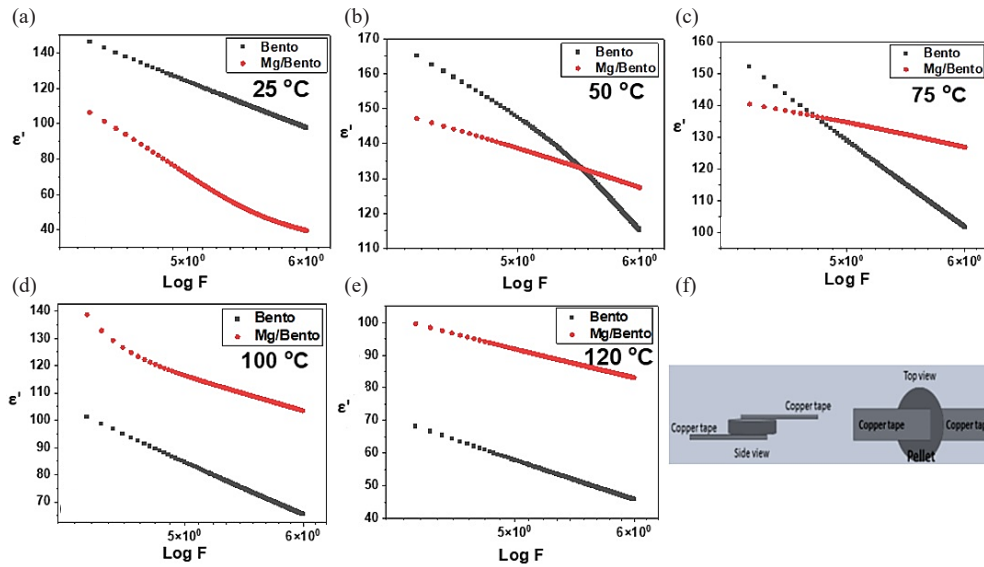 (a)
140
120
100
80
60
40
ε'
Bento
Mg/Bento
25 °C
5×10⁰
6×10⁰
Log F
(b)
170
160
150
140
130
120
110
ε'
Bento
Mg/Bento
50 °C
5×10⁰
6×10⁰
Log F
(c)
160
150
140
130
120
110
100
ε'
Bento
Mg/Bento
75 °C
5×10⁰
6×10⁰
Log F
(d)
140
130
120
110
100
90
80
70
ε'
Bento
Mg/Bento
100 °C
5×10⁰
6×10⁰
Log F
(e)
100
80
60
40
ε'
Bento
Mg/Bento
120 °C
5×10⁰
6×10⁰
Log F
(f)
Copper tape
Copper tape
Side view
Top view
Copper tape
Copper ta
Pellet